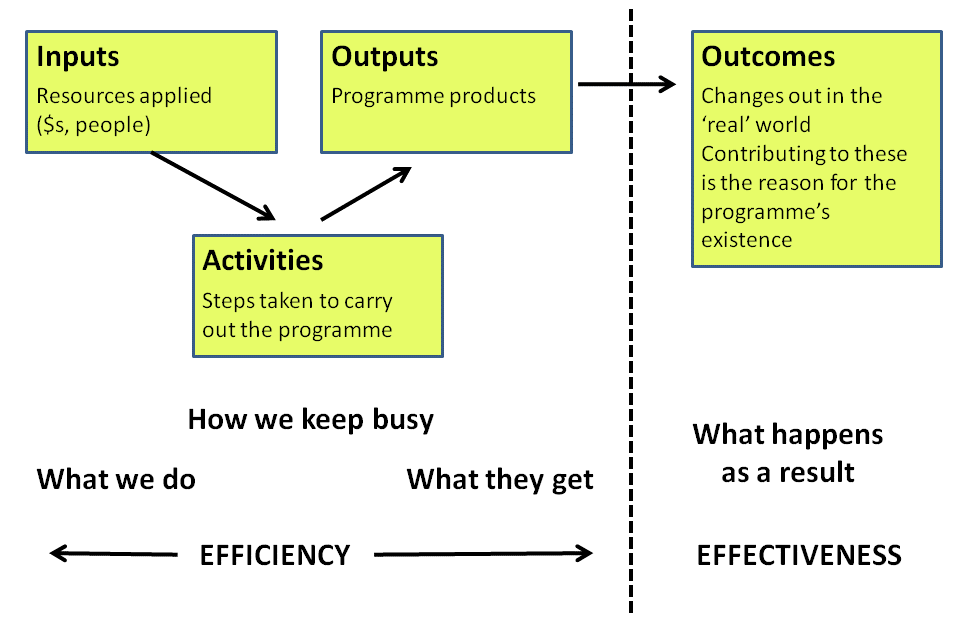 Inputs
Resources applied
($s, people)
Outputs
Programme products
Outcomes
Changes out in the
‘real’ world
Contributing to these
is the reason for the
programme’s
existence
Activities
Steps taken to carry
out the programme
How we keep busy
What we do
What they get
What happens
as a result
EFFICIENCY
EFFECTIVENESS